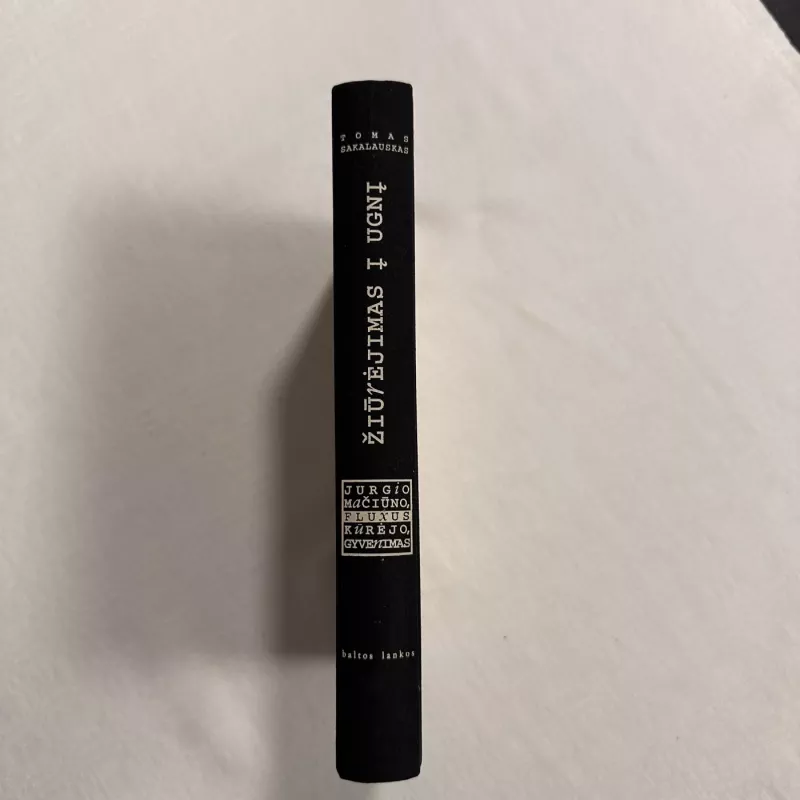 TOMAS
SAKALAUSKAS
ŽIŪrĖJIMAS Į UGNĮ
JURGiO
MaČIŪNO,
FLUXUS
KūRĖJO,
GYVEnIMAS
baltos lankos